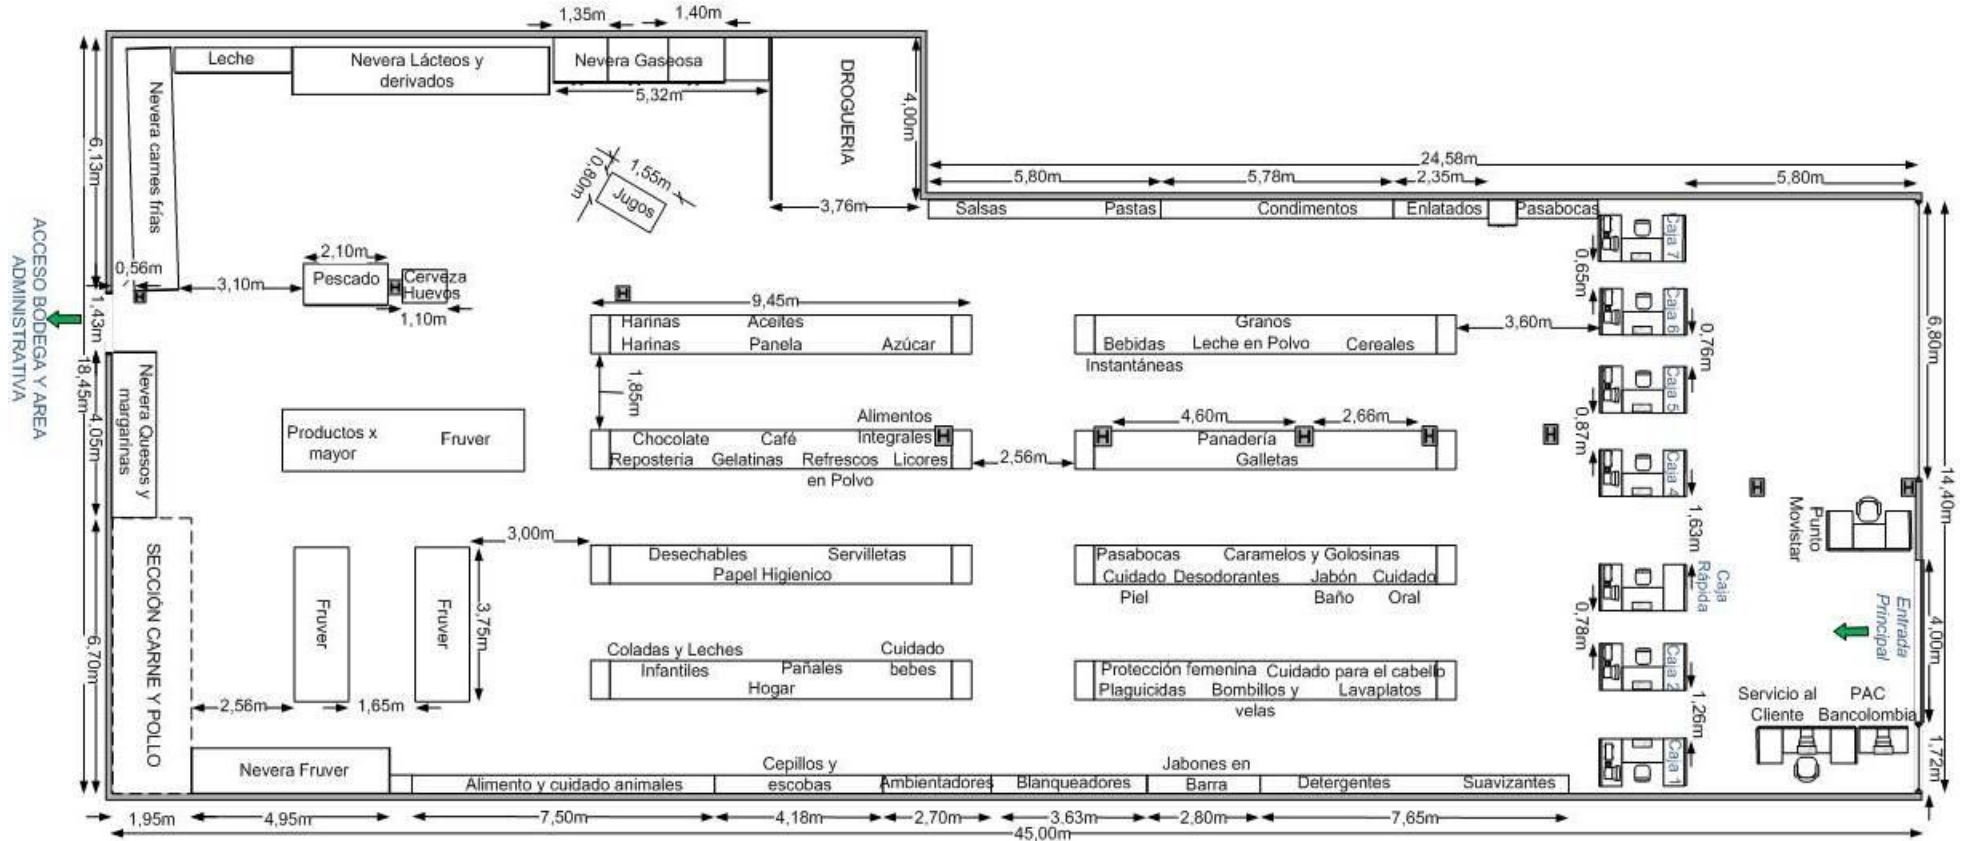 1,35m
1,40m
Leche
Nevera Lácteos y
derivados
Nevera Gaseosa
5,32m
DROGUERIA
4,00m
3,76m
Nevera carnes frías
6,13m
0,80m
1,55m
Jugos
24,58m
5,80m
5,78m
2,35m
5,80m
Salsas
Pastas
Condimentos
Enlatados
Pasabocas
Caja 7
0,65m
ACCESO BODEGA Y AREA
ADMINISTRATIVA
0,56m
3,10m
2,10m
Pescado
Cerveza
Huevos
1,10m
1,43m
18,45m
9,45m
Harinas
Aceites
Harinas
Panela
Azúcar
Granos
Bebidas
Leche en Polvo
Cereales
Instantáneas
3,60m
Caja 6
0,76m
6,80m
14,40m
1,85m
Caja 5
Nevera Quesos y
margarinas
4,05m
Productos x
mayor
Fruver
Alimentos
Chocolate
Café
Integrales
Reposteria
Gelatinas
Refrescos
Licores
en Polvo
2,56m
4,60m
2,66m
Panadería
Galletas
0,87m
Caja 4
1,63m
Punto
Movistar
SECCIÓN CARNE Y POLLO
6,70m
3,00m
Fruver
Fruver
3,75m
Desechables
Servilletas
Papel Higienico
Pasabocas
Caramelos y Golosinas
Cuidado
Desodorantes
Jabón
Cuidado
Piel
Baño
Oral
Caja
Rápida
0,78m
Entrada
Principal
4,00m
2,56m
1,65m
Coladas y Leches
Cuidado
Infantiles
Pañales
bebes
Hogar
Protección femenina
Cuidado para el cabello
Plaguicidas
Bombillos y
Lavaplatos
velas
Caja 2
1,26m
Servicio al
Cliente
PAC
Bancolombia
1,72m
Caja 1
Nevera Fruver
Alimento y cuidado animales
Cepillos y
escobas
Ambientadores
Blanqueadores
Jabones en
Barra
Detergentes
Suavizantes
1,95m
4,95m
7,50m
4,18m
2,70m
3,63m
2,80m
7,65m
45,00m